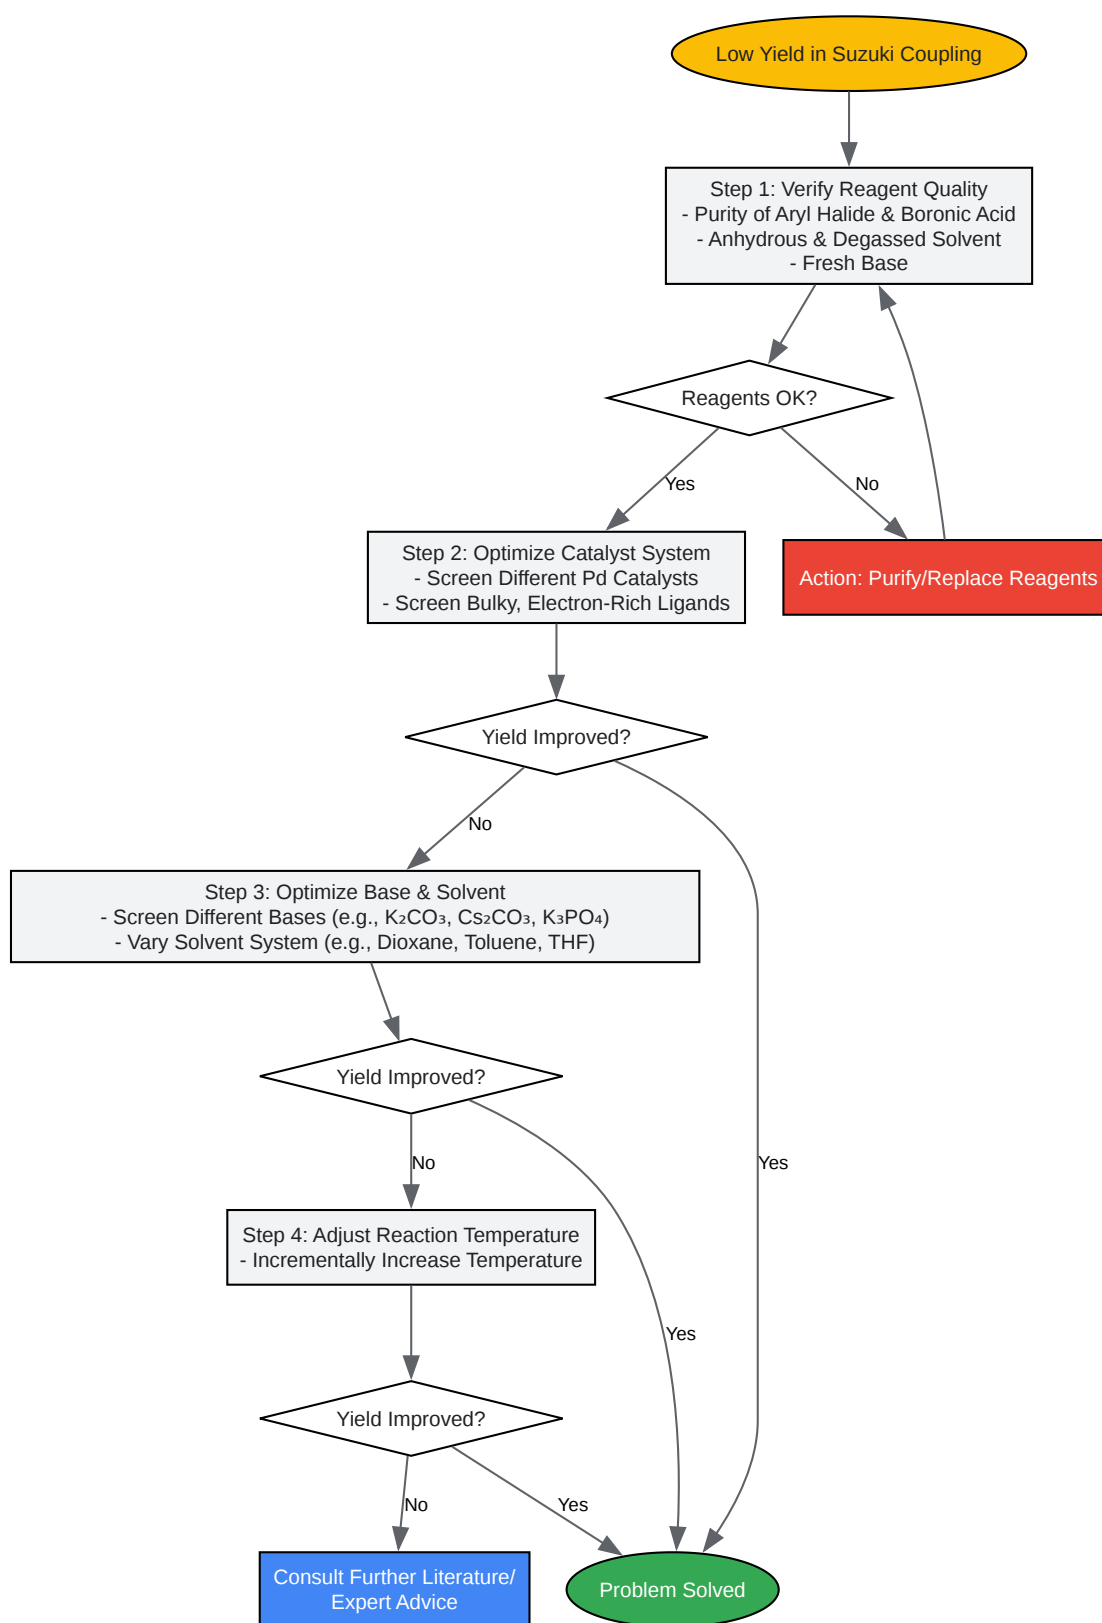 Low Yield in Suzuki Coupling
Step 1: Verify Reagent Quality
- Purity of Aryl Halide & Boronic Acid
- Anhydrous & Degassed Solvent
- Fresh Base
Reagents OK?
Yes
No
Step 2: Optimize Catalyst System
- Screen Different Pd Catalysts
- Screen Bulky, Electron-Rich Ligands
Action: Purify/Replace Reagents
Yield Improved?
No
Step 3: Optimize Base & Solvent
- Screen Different Bases (e.g., K₂CO₃, Cs₂CO₃, K₃PO₄)
- Vary Solvent System (e.g., Dioxane, Toluene, THF)
Yield Improved?
No
Yes
Step 4: Adjust Reaction Temperature
- Incrementally Increase Temperature
Yes
Yield Improved?
No
Yes
Consult Further Literature/
Expert Advice
Problem Solved